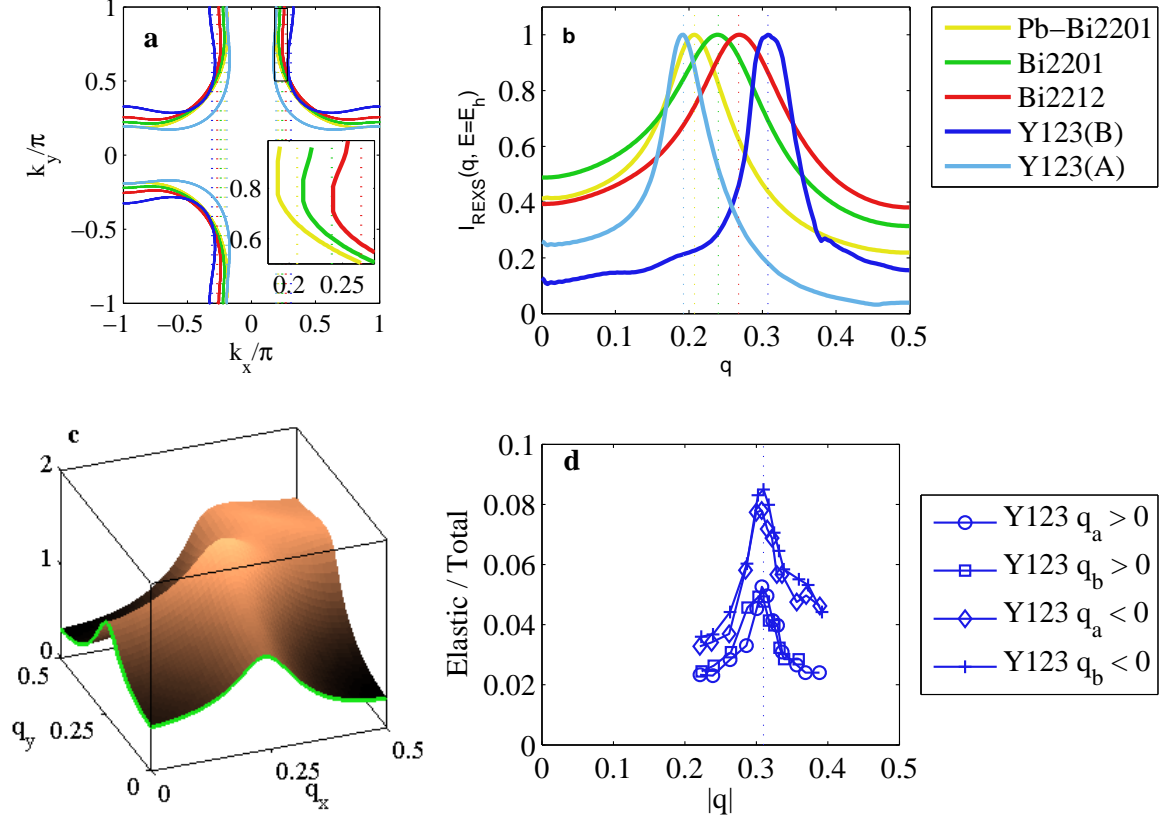 a
1
0.5
0
−0.5
−1
k_y/π
−1
−0.5
0
0.5
1
k_x/π
0.8
0.6
0.2
0.25
b
1
0.8
0.6
0.4
0.2
0
I_REXS(q, E=E_h)
0
0.1
0.2
0.3
0.4
0.5
q
Pb−Bi2201
Bi2201
Bi2212
Y123(B)
Y123(A)
c
2
1
0
0.5
0.25
0
q_y
0
0.25
0.5
q_x
d
0.1
0.08
0.06
0.04
0.02
0
Elastic / Total
0
0.1
0.2
0.3
0.4
0.5
|q|
Y123 q_a > 0
Y123 q_b > 0
Y123 q_a < 0
Y123 q_b < 0